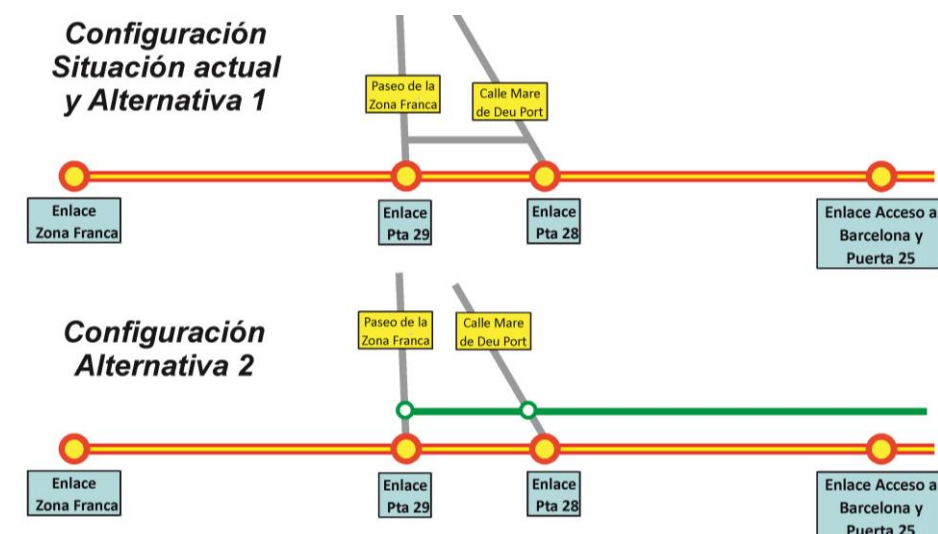 Configuración
Situación actual
y Alternativa 1
Paseo de la
Zona Franca
Calle Mare
de Deu Port
Enlace
Zona Franca
Enlace
Pta 29
Enlace
Pta 28
Enlace Acceso a
Barcelona y
Puerta 25
Configuración
Alternativa 2
Paseo de la
Zona Franca
Calle Mare
de Deu Port
Enlace
Zona Franca
Enlace
Pta 29
Enlace
Pta 28
Enlace Acceso a
Barcelona y
Puerta 25